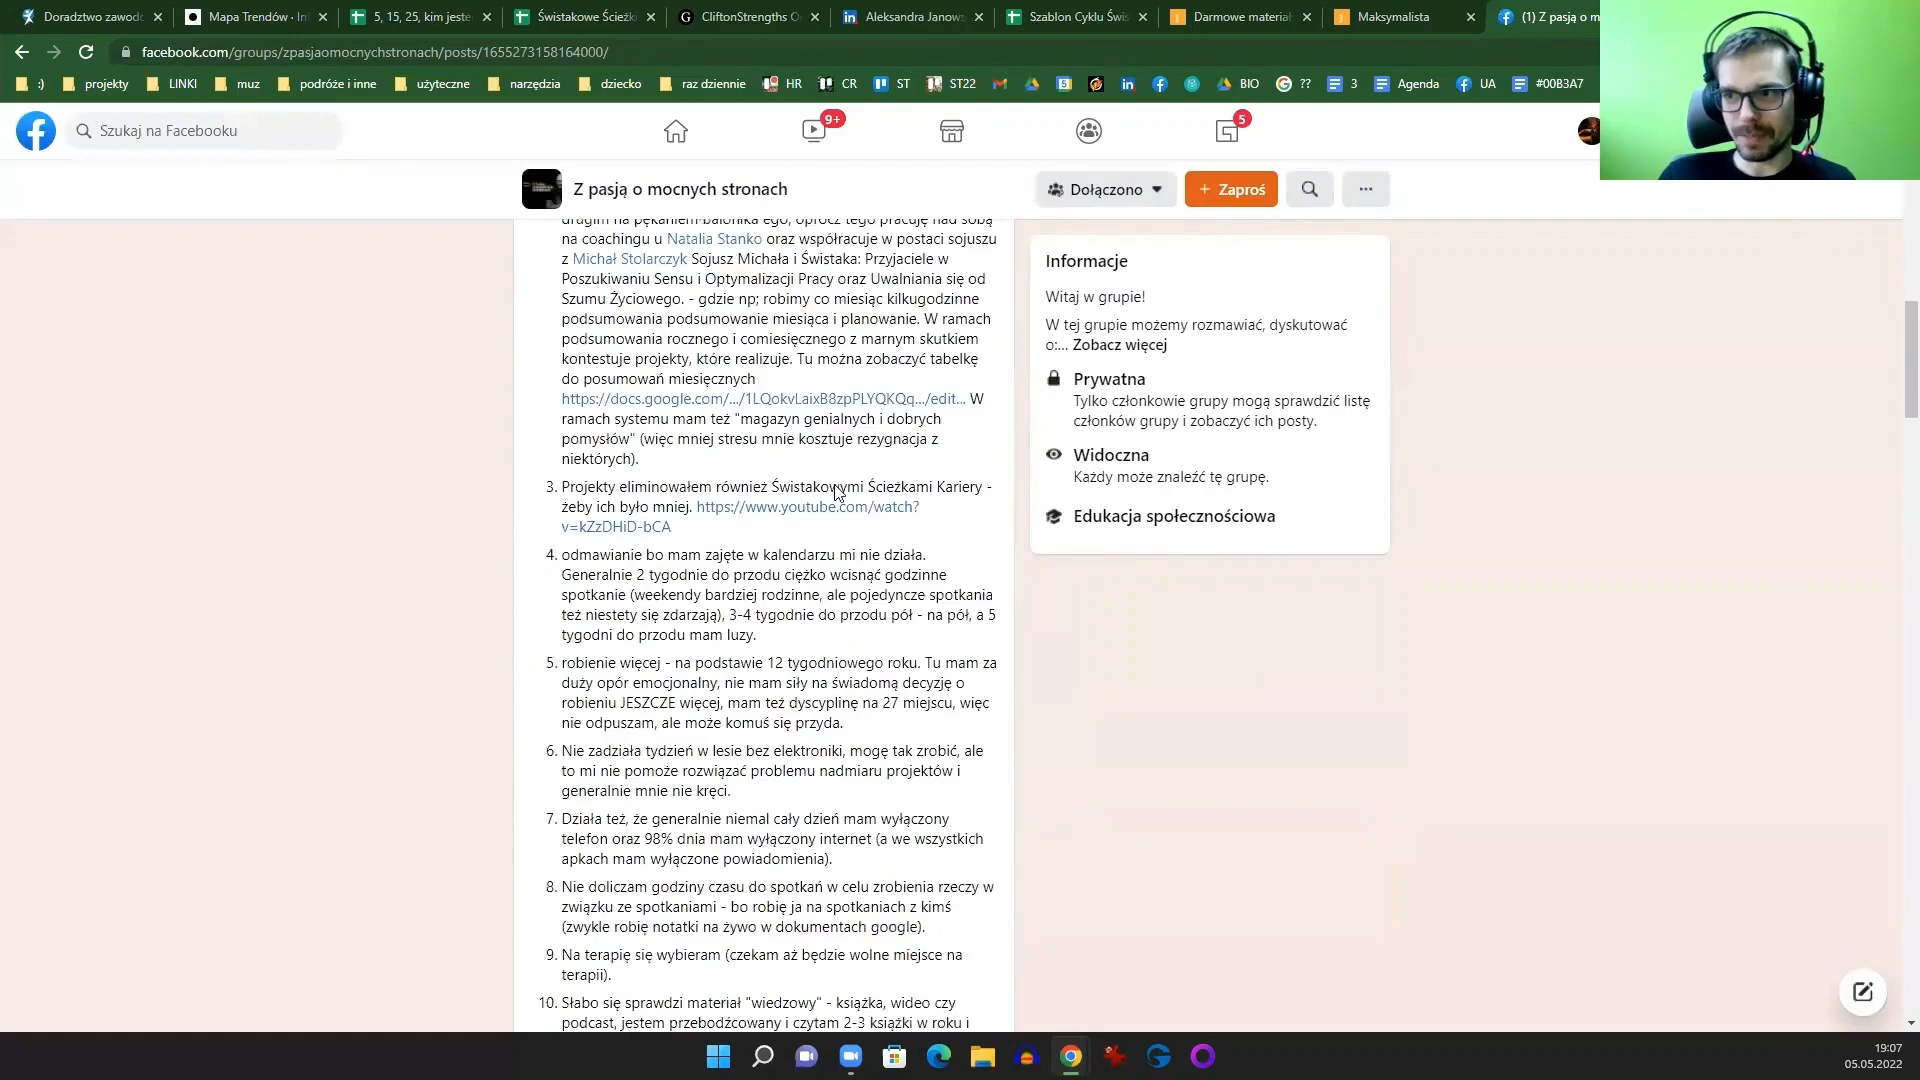 Doradztwo zawodo
Mapa Trendów · In
5, 15, 25, kim jeste
Świstakowe Ścieżki
CliftonStrengths O
Aleksandra Janows
Szablon Cyklu Świs
Darmowe materiał
Maksymalista
(1) Z pasją o m
facebook.com/groups/zpasjaomocnychstronach/posts/1655273158164000/
:)
projekty
LINKI
muz
podróże i inne
użyteczne
narzędzia
dziecko
raz dziennie
HR
CR
ST
ST22
BIO
??
3
Agenda
UA
#00B3A7
Szukaj na Facebooku
9+
5
Z pasją o mocnych stronach
Dołączono
+ Zaproś
drugim na pękaniem balonika ego, oprócz tego pracuję nad sobą
na coachingu u Natalia Stanko oraz współracuje w postaci sojuszu
z Michał Stolarczyk Sojusz Michała i Świstaka: Przyjaciele w
Poszukiwaniu Sensu i Optymalizacji Pracy oraz Uwalniania się od
Szumu Życiowego. - gdzie np; robimy co miesiąc kilkugodzinne
podsumowania podsumowanie miesiąca i planowanie. W ramach
podsumowania rocznego i comiesięcznego z marnym skutkiem
kontestuje projekty, które realizuje. Tu można zobaczyć tabelkę
do posumowań miesięcznych
https://docs.google.com/.../1LQokvLaixB8zpPLYQKQq.../edit... W
ramach systemu mam też "magazyn genialnych i dobrych
pomysłów" (więc mniej stresu mnie kosztuje rezygnacja z
niektórych).
3. Projekty eliminowałem również Świstakowymi Ścieżkami Kariery -
żeby ich było mniej. https://www.youtube.com/watch?
v=kZzDHiD-bCA
4. odmawianie bo mam zajęte w kalendarzu mi nie działa.
Generalnie 2 tygodnie do przodu ciężko wcisnąć godzinne
spotkanie (weekendy bardziej rodzinne, ale pojedyncze spotkania
też niestety się zdarzają), 3-4 tygodnie do przodu pół - na pół, a 5
tygodni do przodu mam luzy.
5. robienie więcej - na podstawie 12 tygodniowego roku. Tu mam za
duży opór emocjonalny, nie mam siły na świadomą decyzję o
robieniu JESZCZE więcej, mam też dyscyplinę na 27 miejscu, więc
nie odpuszam, ale może komuś się przyda.
6. Nie zadziała tydzień w lesie bez elektroniki, mogę tak zrobić, ale
to mi nie pomoże rozwiązać problemu nadmiaru projektów i
generalnie mnie nie kręci.
7. Działa też, że generalnie niemal cały dzień mam wyłączony
telefon oraz 98% dnia mam wyłączony internet (a we wszystkich
apkach mam wyłączone powiadomienia).
8. Nie doliczam godziny czasu do spotkań w celu zrobienia rzeczy w
związku ze spotkaniami - bo robię ja na spotkaniach z kimś
(zwykle robię notatki na żywo w dokumentach google).
9. Na terapię się wybieram (czekam aż będzie wolne miejsce na
terapii).
10. Słabo się sprawdzi materiał "wiedzowy" - książka, wideo czy
podcast, jestem przebodźcowany i czytam 2-3 książki w roku i
Informacje
Witaj w grupie!
W tej grupie możemy rozmawiać, dyskutować
o:... Zobacz więcej
Prywatna
Tylko członkowie grupy mogą sprawdzić listę
członków grupy i zobaczyć ich posty.
Widoczna
Każdy może znaleźć tę grupę.
Edukacja społecznościowa
19:07
05.05.2022